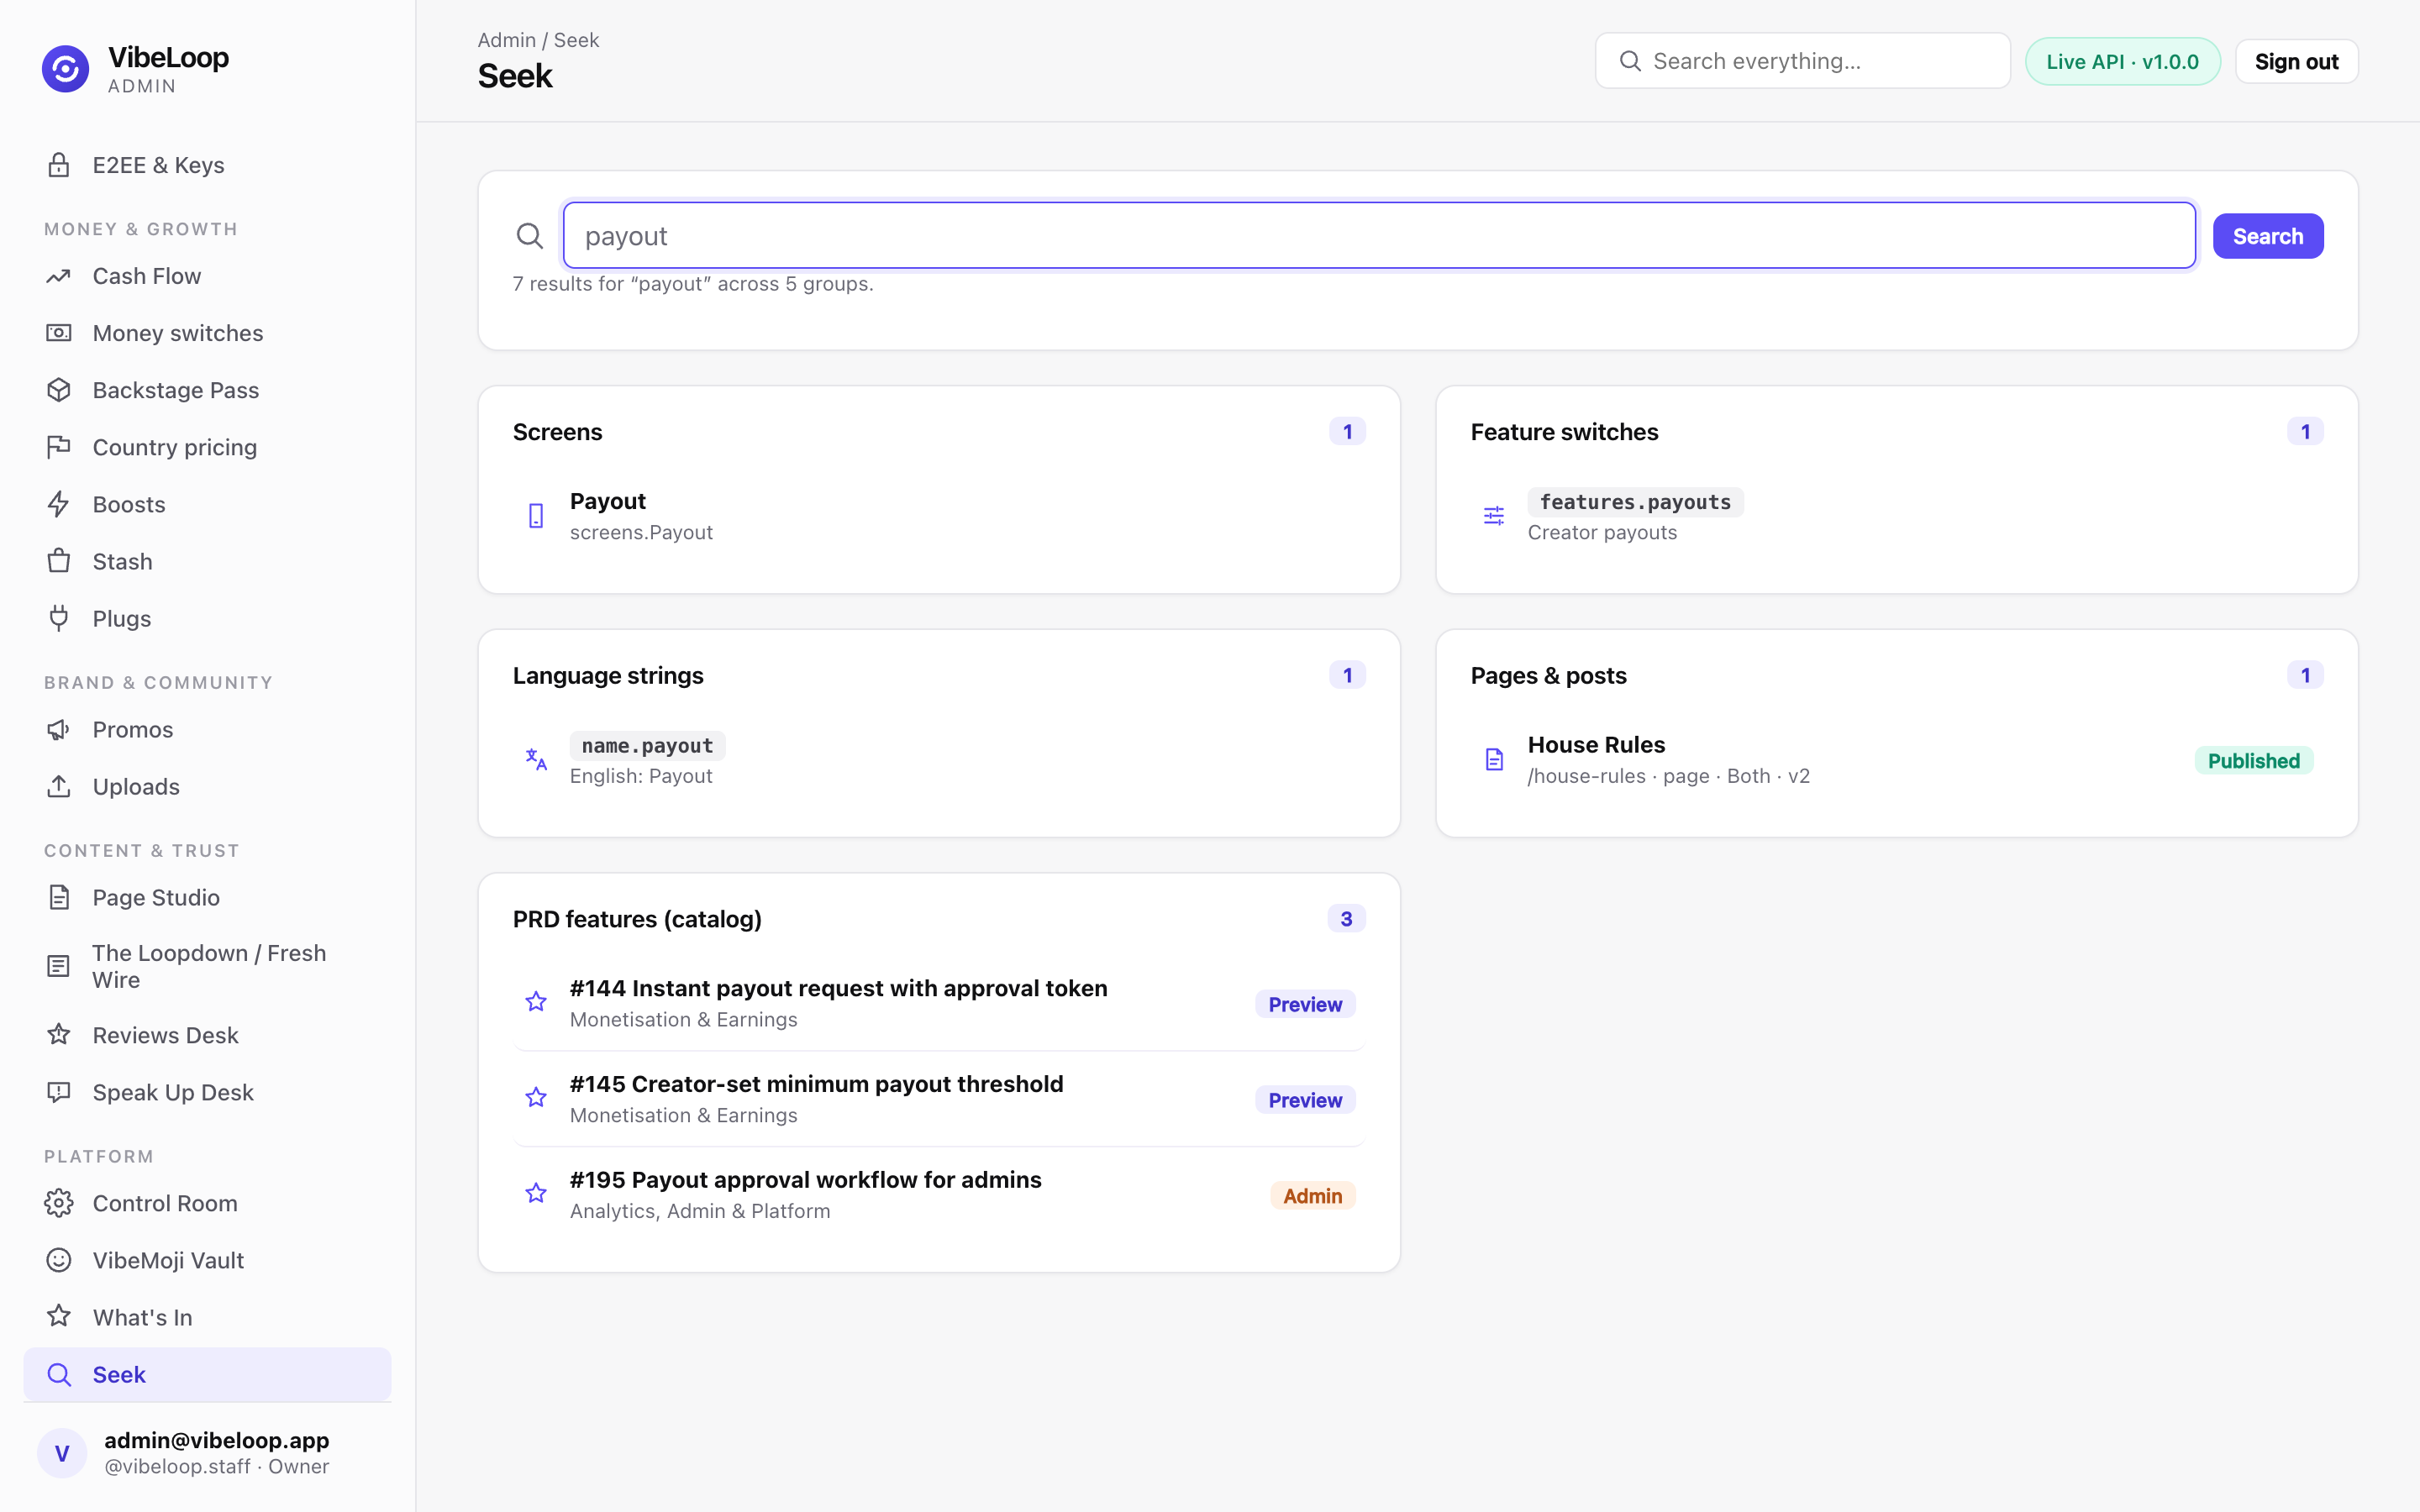 VibeLoop
ADMIN
E2EE & Keys
MONEY & GROWTH
Cash Flow
Money switches
Backstage Pass
Country pricing
Boosts
Stash
Plugs
BRAND & COMMUNITY
Promos
Uploads
CONTENT & TRUST
Page Studio
The Loopdown / Fresh
Wire
Reviews Desk
Speak Up Desk
PLATFORM
Control Room
VibeMoji Vault
What's In
Seek
V
admin@vibeloop.app
@vibeloop.staff · Owner
Admin / Seek
Seek
Search everything...
Live API · v1.0.0
Sign out
payout
Search
7 results for “payout” across 5 groups.
Screens
1
Payout
screens.Payout
Feature switches
1
features.payouts
Creator payouts
Language strings
1
name.payout
English: Payout
Pages & posts
1
House Rules
/house-rules · page · Both · v2
Published
PRD features (catalog)
3
#144 Instant payout request with approval token
Monetisation & Earnings
Preview
#145 Creator-set minimum payout threshold
Monetisation & Earnings
Preview
#195 Payout approval workflow for admins
Analytics, Admin & Platform
Admin